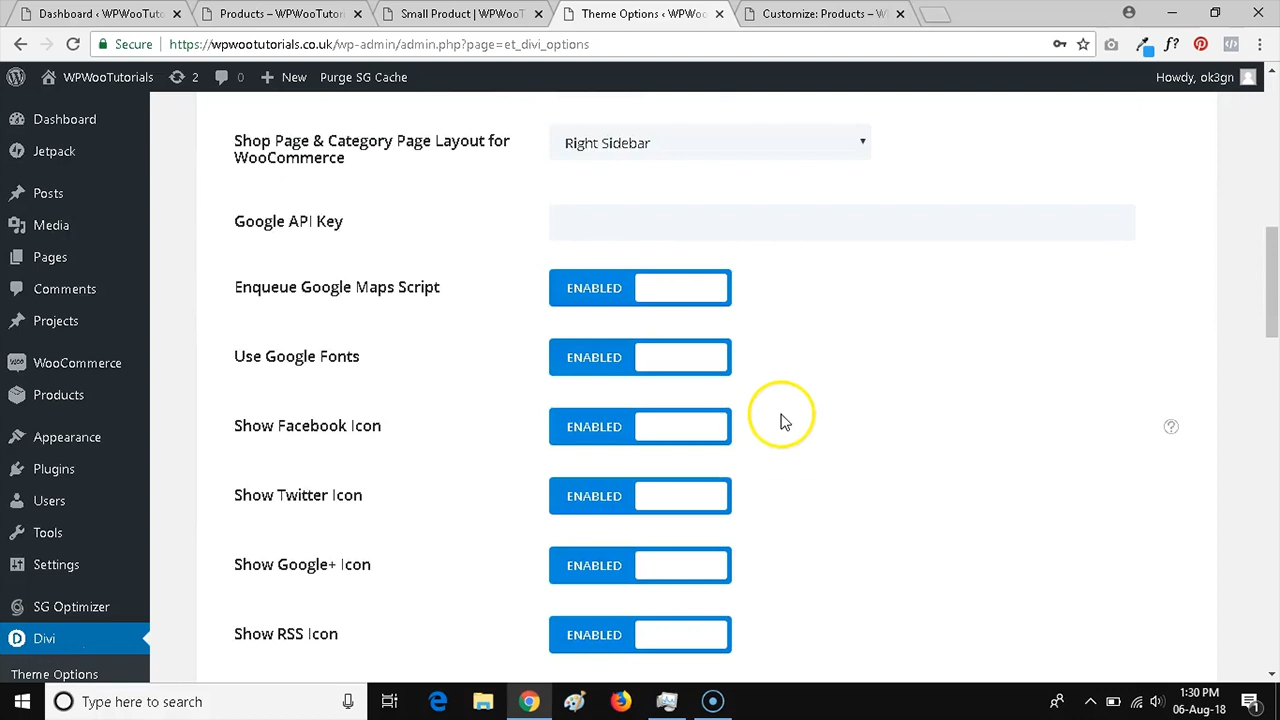 Dashboard ‹ WPWooTutor
Products – WPWooTutor
Small Product | WPWooT
Theme Options ‹ WPWoo
Customize: Products – W
Secure
https://wpwootutorials.co.uk/wp-admin/admin.php?page=et_divi_options
f?
WPWooTutorials
2
0
New
Purge SG Cache
Howdy, ok3gn
Dashboard
Jetpack
Posts
Media
Pages
Comments
Projects
WooCommerce
Products
Appearance
Plugins
Users
Tools
Settings
SG Optimizer
Divi
Theme Options
Shop Page & Category Page Layout for
WooCommerce
Right Sidebar
Google API Key
Enqueue Google Maps Script
ENABLED
Use Google Fonts
ENABLED
Show Facebook Icon
ENABLED
Show Twitter Icon
ENABLED
Show Google+ Icon
ENABLED
Show RSS Icon
ENABLED
Type here to search
1:30 PM
06-Aug-18